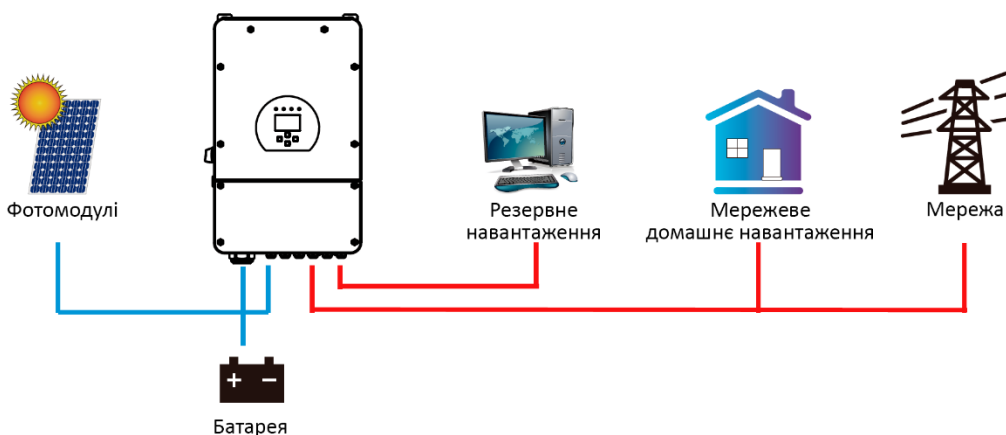 Фотомодулі
Резервне
навантаження
Мережеве
домашнє навантаження
Мережа
Батарея